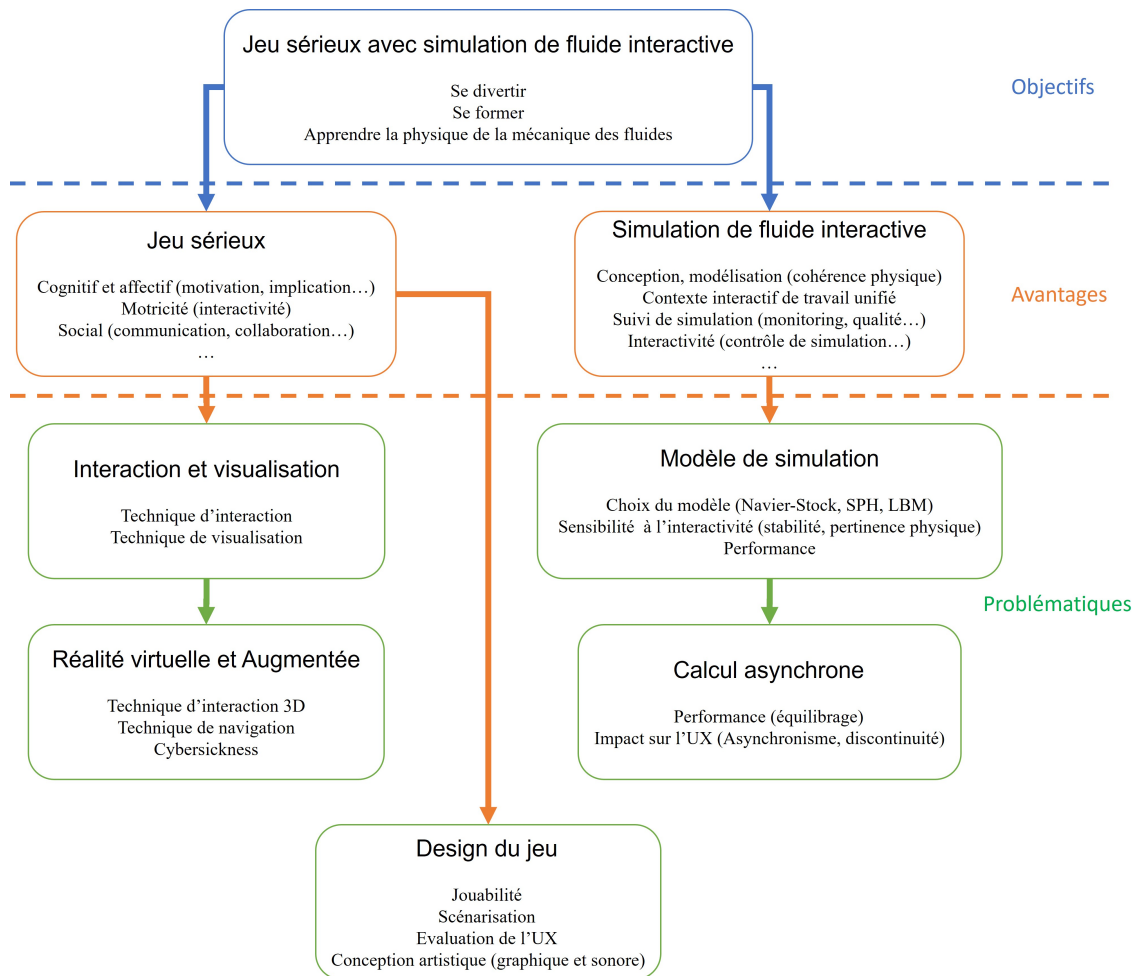 Jeu sérieux avec simulation de fluide interactive
Se divertir
Se former
Apprendre la physique de la mécanique des fluides
Objectifs
Jeu sérieux
Cognitif et affectif (motivation, implication…)
Motricité (interactivité)
Social (communication, collaboration…)
…
Simulation de fluide interactive
Conception, modélisation (cohérence physique)
Contexte interactif de travail unifié
Suivi de simulation (monitoring, qualité…)
Interactivité (contrôle de simulation…)
…
Avantages
Interaction et visualisation
Technique d’interaction
Technique de visualisation
Modèle de simulation
Choix du modèle (Navier-Stock, SPH, LBM)
Sensibilité à l’interactivité (stabilité, pertinence physique)
Performance
Problématiques
Réalité virtuelle et Augmentée
Technique d’interaction 3D
Technique de navigation
Cybersickness
Calcul asynchrone
Performance (équilibrage)
Impact sur l’UX (Asynchronisme, discontinuité)
Design du jeu
Jouabilité
Scénarisation
Evaluation de l’UX
Conception artistique (graphique et sonore)